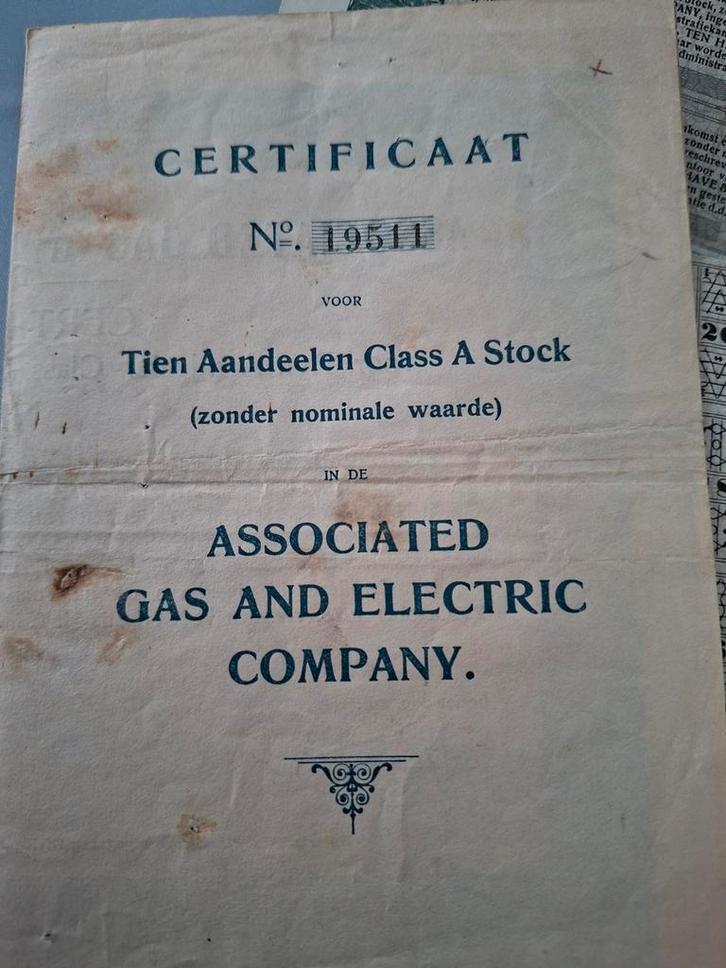 CERTIFICAAT
Nº. 19511
VOOR
Tien Aandeelen Class A Stock
(zonder nominale waarde)
IN DE
ASSOCIATED
GAS AND ELECTRIC
COMPANY.